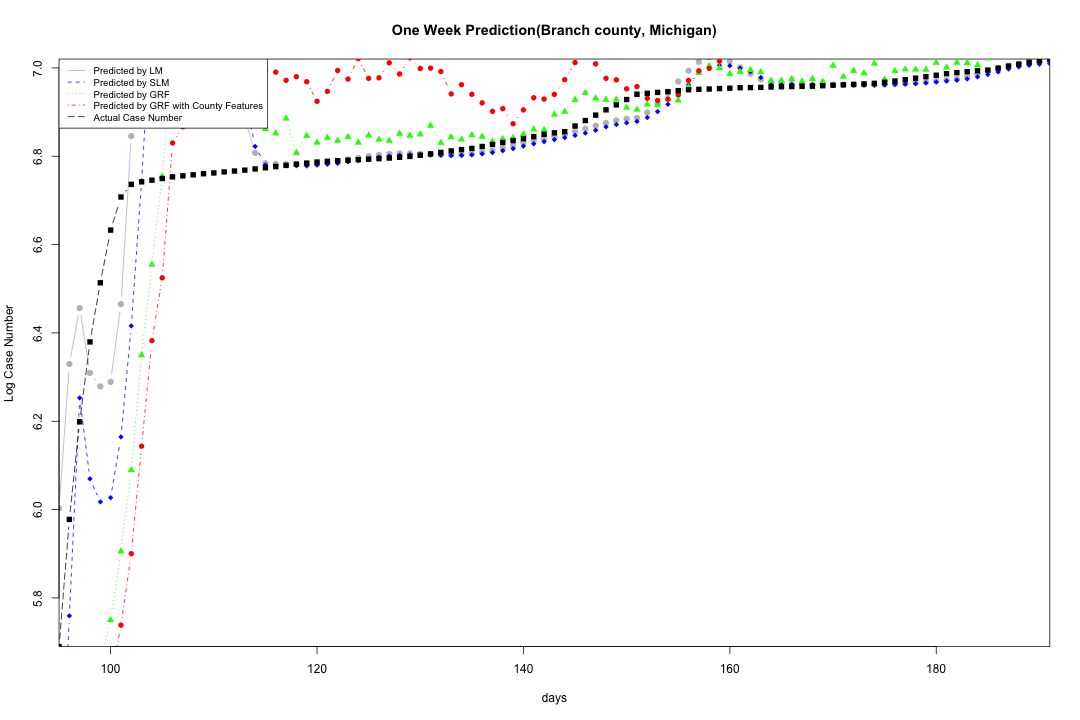 One Week Prediction(Branch county, Michigan)
Predicted by LM
Predicted by SLM
Predicted by GRF
Predicted by GRF with County Features
Actual Case Number
Log Case Number
7.0
6.8
6.6
6.4
6.2
6.0
5.8
100
120
140
160
180
days